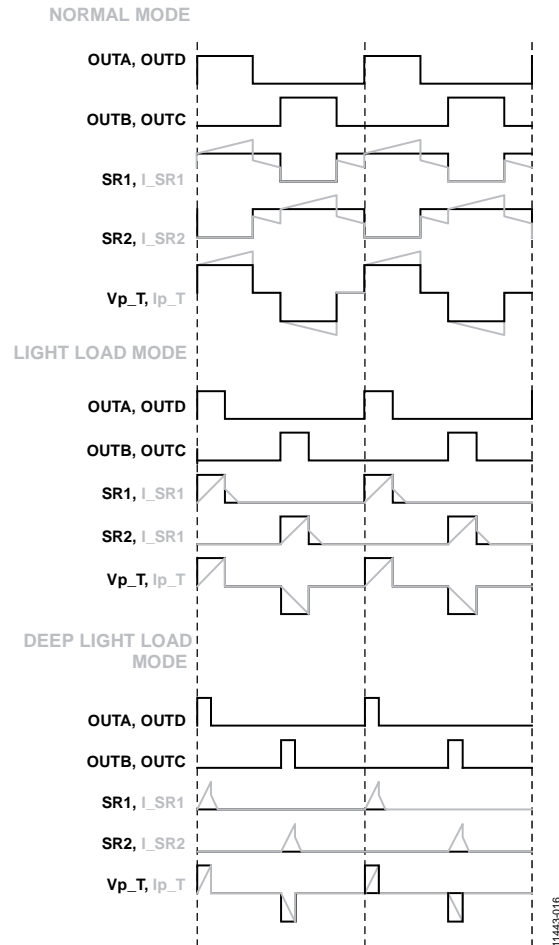 NORMAL MODE
OUTA, OUTD
OUTB, OUTC
SR1, I_SR1
SR2, I_SR2
Vp_T, Ip_T
LIGHT LOAD MODE
OUTA, OUTD
OUTB, OUTC
SR1, I_SR1
SR2, I_SR1
Vp_T, Ip_T
DEEP LIGHT LOAD
MODE
OUTA, OUTD
OUTB, OUTC
SR1, I_SR1
SR2, I_SR2
Vp_T, Ip_T
11443-016